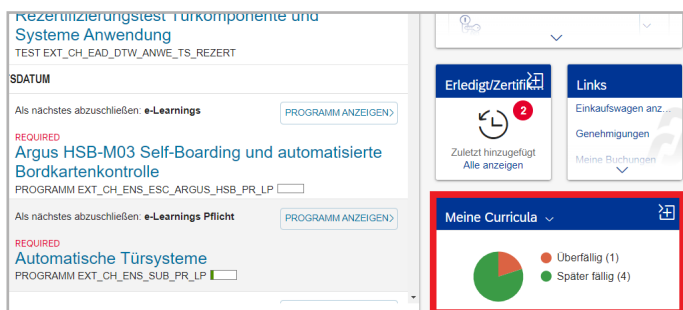 Rezertifizierungstest Türkomponente und
Systeme Anwendung
TEST EXT_CH_EAD_DTW_ANWE_TS_REZERT
SDATUM
Als nächstes abzuschließen: e-Learnings
PROGRAMM ANZEIGEN>
REQUIRED
Argus HSB-M03 Self-Boarding und automatisierte
Bordkartenkontrolle
PROGRAMM EXT_CH_ENS_ESC_ARGUS_HSB_PR_LP
Als nächstes abzuschließen: e-Learnings Pflicht
PROGRAMM ANZEIGEN>
REQUIRED
Automatische Türsysteme
PROGRAMM EXT_CH_ENS_SUB_PR_LP
Erledigt/Zertifik...
2
Zuletzt hinzugefügt
Alle anzeigen
Links
Einkaufswagen anz...
Genehmigungen
Meine Buchungen
Meine Curricula
Überfällig (1)
Später fällig (4)